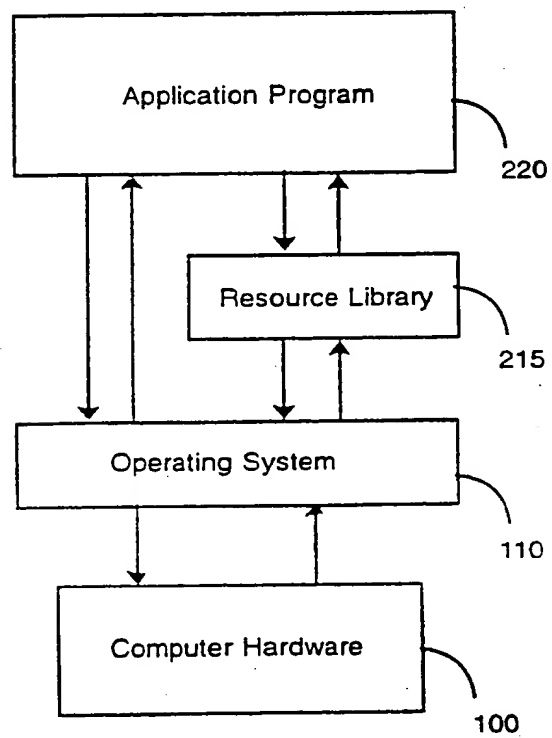 Application Program
220
Resource Library
215
Operating System
110
Computer Hardware
100